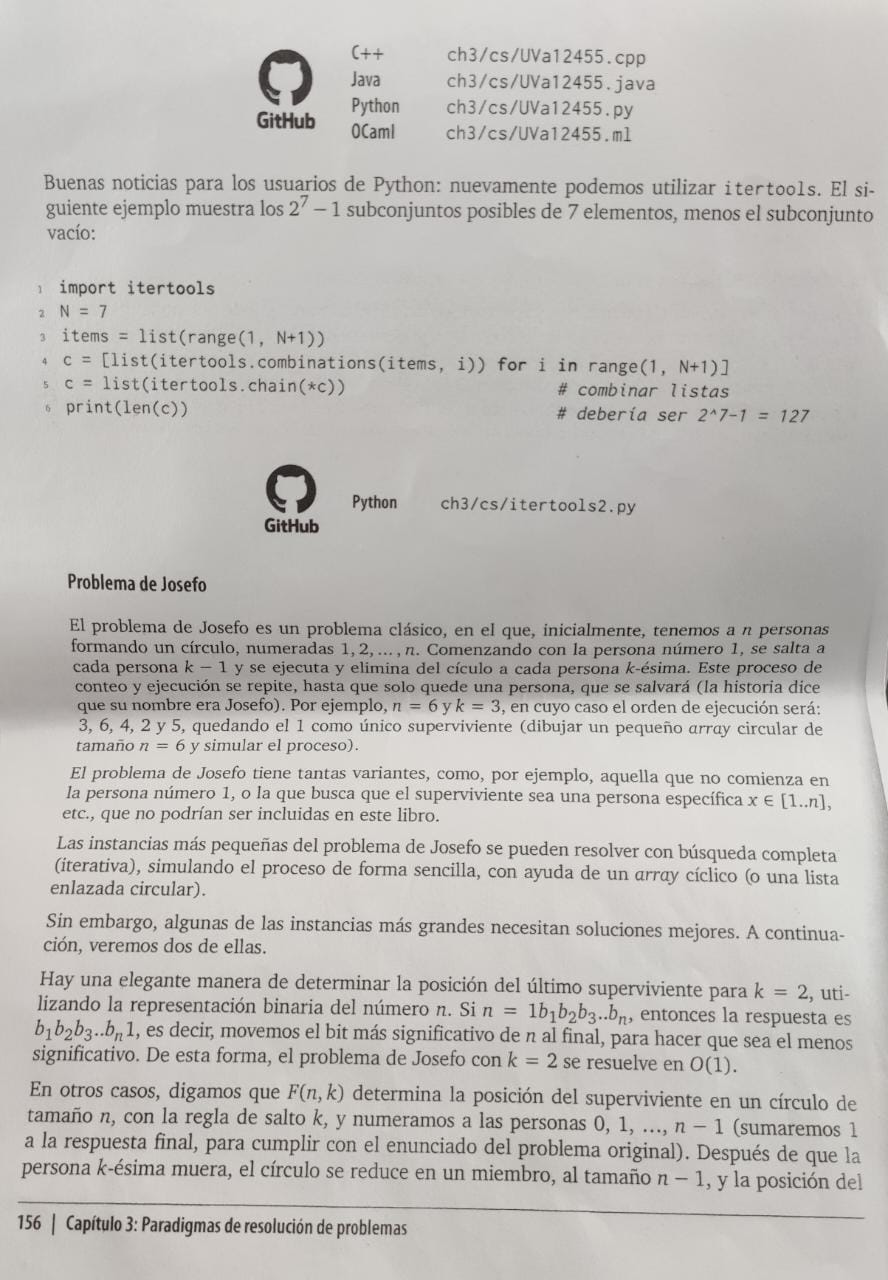 C++ ch3/cs/UVa12455.cpp
Java ch3/cs/UVa12455.java
Python ch3/cs/UVa12455.py
OCaml ch3/cs/UVa12455.ml
GitHub
Buenas noticias para los usuarios de Python: nuevamente podemos utilizar itertools. El si-
guiente ejemplo muestra los 2⁷ − 1 subconjuntos posibles de 7 elementos, menos el subconjunto
vacío:
1 import itertools
2 N = 7
3 items = list(range(1, N+1))
4 c = [list(itertools.combinations(items, i)) for i in range(1, N+1)]
5 c = list(itertools.chain(*c)) # combinar listas
6 print(len(c)) # debería ser 2^7-1 = 127
Python ch3/cs/itertools2.py
GitHub
Problema de Josefo
El problema de Josefo es un problema clásico, en el que, inicialmente, tenemos a n personas
formando un círculo, numeradas 1, 2, ..., n. Comenzando con la persona número 1, se salta a
cada persona k − 1 y se ejecuta y elimina del cículo a cada persona k-ésima. Este proceso de
conteo y ejecución se repite, hasta que solo quede una persona, que se salvará (la historia dice
que su nombre era Josefo). Por ejemplo, n = 6 y k = 3, en cuyo caso el orden de ejecución será:
3, 6, 4, 2 y 5, quedando el 1 como único superviviente (dibujar un pequeño array circular de
tamaño n = 6 y simular el proceso).
El problema de Josefo tiene tantas variantes, como, por ejemplo, aquella que no comienza en
la persona número 1, o la que busca que el superviviente sea una persona específica x ∈ [1..n],
etc., que no podrían ser incluidas en este libro.
Las instancias más pequeñas del problema de Josefo se pueden resolver con búsqueda completa
(iterativa), simulando el proceso de forma sencilla, con ayuda de un array cíclico (o una lista
enlazada circular).
Sin embargo, algunas de las instancias más grandes necesitan soluciones mejores. A continua-
ción, veremos dos de ellas.
Hay una elegante manera de determinar la posición del último superviviente para k = 2, uti-
lizando la representación binaria del número n. Si n = 1b₁b₂b₃..bₙ, entonces la respuesta es
b₁b₂b₃..bₙ1, es decir, movemos el bit más significativo de n al final, para hacer que sea el menos
significativo. De esta forma, el problema de Josefo con k = 2 se resuelve en O(1).
En otros casos, digamos que F(n, k) determina la posición del superviviente en un círculo de
tamaño n, con la regla de salto k, y numeramos a las personas 0, 1, ..., n − 1 (sumaremos 1
a la respuesta final, para cumplir con el enunciado del problema original). Después de que la
persona k-ésima muera, el círculo se reduce en un miembro, al tamaño n − 1, y la posición del
156 | Capítulo 3: Paradigmas de resolución de problemas